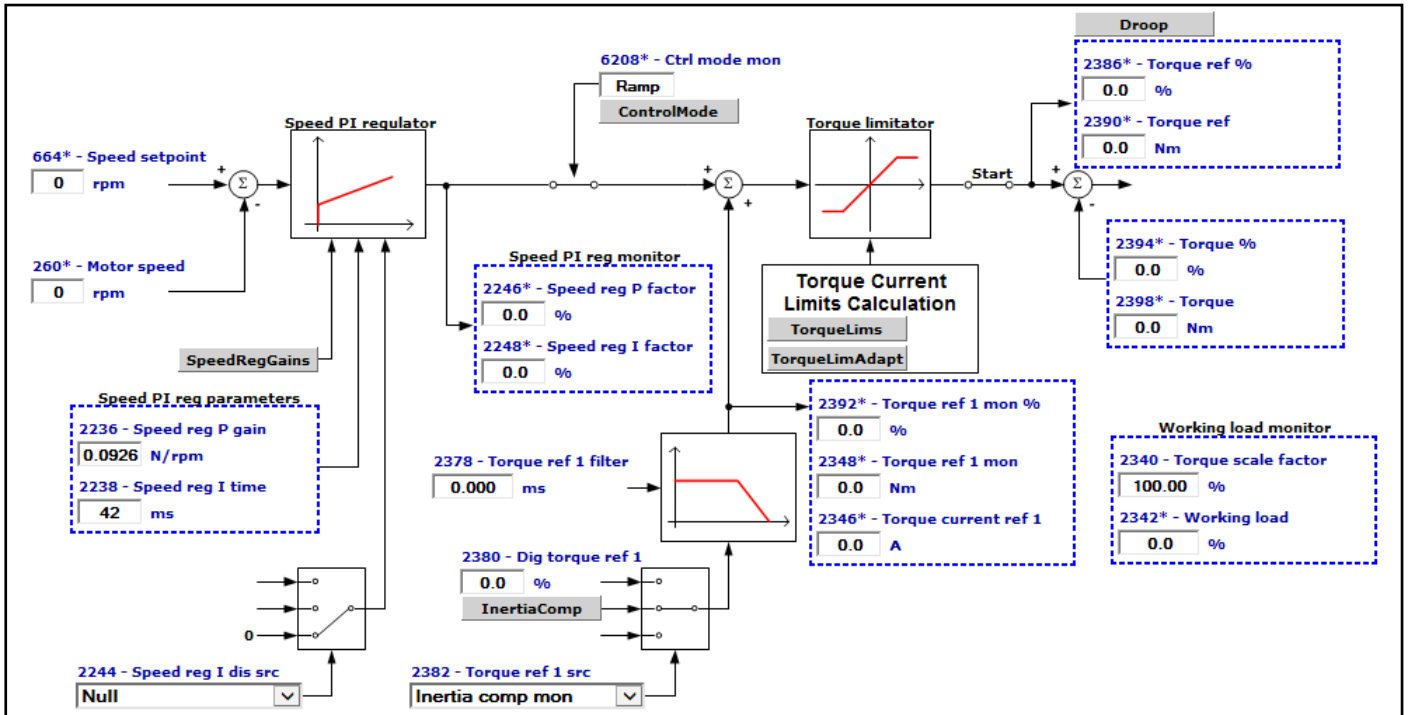 Droop
6208* - Ctrl mode mon
Ramp
ControlMode
2386* - Torque ref %
0.0 %
2390* - Torque ref
0.0 Nm
Speed PI regulator
Torque limitator
664* - Speed setpoint
0 rpm
+
Σ
-
+
Σ
+
Start
+
Σ
-
260* - Motor speed
0 rpm
Speed PI reg monitor
2246* - Speed reg P factor
0.0 %
2248* - Speed reg I factor
0.0 %
Torque Current
Limits Calculation
TorqueLims
TorqueLimAdapt
2394* - Torque %
0.0 %
2398* - Torque
0.0 Nm
SpeedRegGains
Speed PI reg parameters
2236 - Speed reg P gain
0.0926 N/rpm
2238 - Speed reg I time
42 ms
2378 - Torque ref 1 filter
0.000 ms
2392* - Torque ref 1 mon %
0.0 %
2348* - Torque ref 1 mon
0.0 Nm
2346* - Torque current ref 1
0.0 A
Working load monitor
2340 - Torque scale factor
100.00 %
2342* - Working load
0.0 %
2380 - Dig torque ref 1
0.0 %
InertiaComp
0
2244 - Speed reg I dis src
Null
2382 - Torque ref 1 src
Inertia comp mon